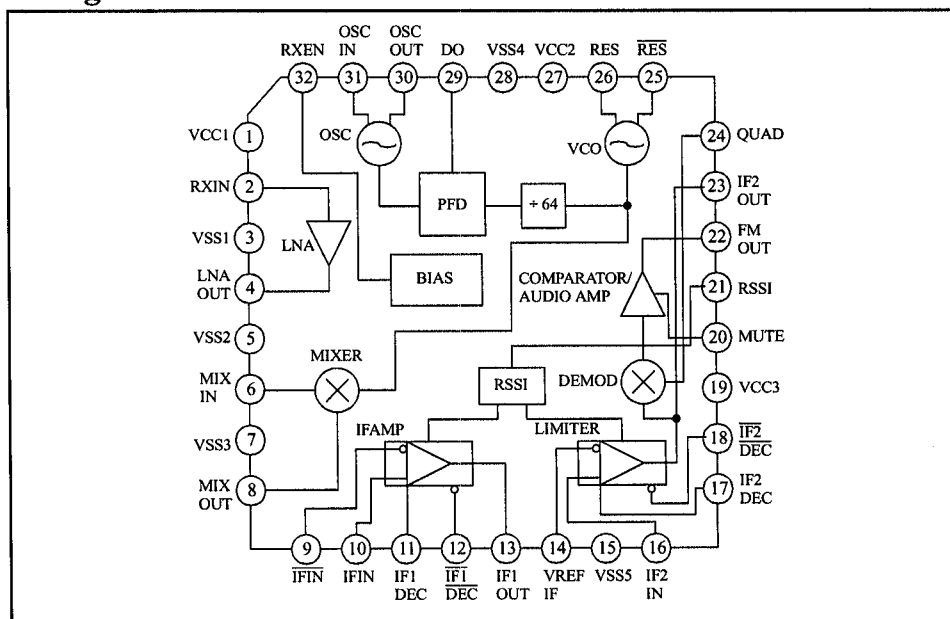 OSC IN
OSC OUT
RXEN
DO
VSS4
VCC2
RES
RES
32
31
30
29
28
27
26
25
VCC1
1
OSC
VCO
24
QUAD
RXIN
2
23
IF2 OUT
PFD
÷ 64
VSS1
3
LNA
22
FM OUT
LNA OUT
4
BIAS
COMPARATOR/
AUDIO AMP
21
RSSI
VSS2
5
20
MUTE
MIXER
RSSI
DEMOD
MIX IN
6
19
VCC3
IFAMP
LIMITER
VSS3
7
18
IF2 DEC
MIX OUT
8
17
IF2 DEC
9
10
11
12
13
14
15
16
IFIN
IFIN
IF1 DEC
IF1 DEC
IF1 OUT
VREF IF
VSS5
IF2 IN